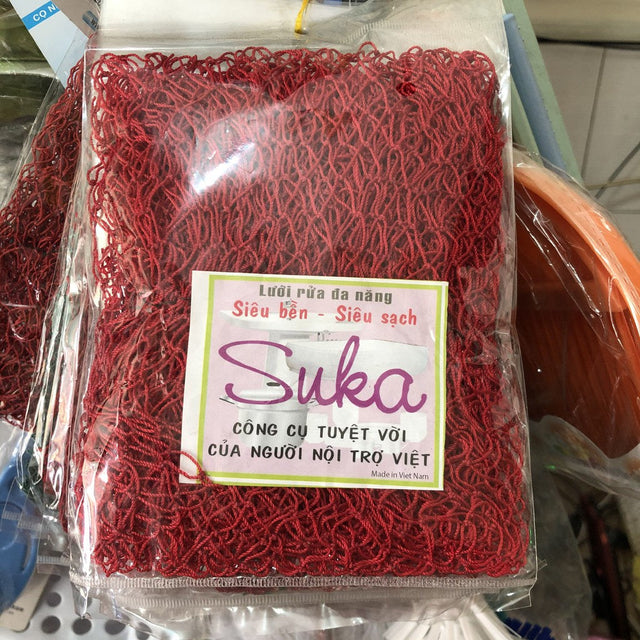 CỌ N
Lưới rửa đa năng
Siêu bền - Siêu sạch
Suka
CÔNG CỤ TUYỆT VỜI
CỦA NGƯỜI NỘI TRỢ VIỆT
Made in Viet Nam